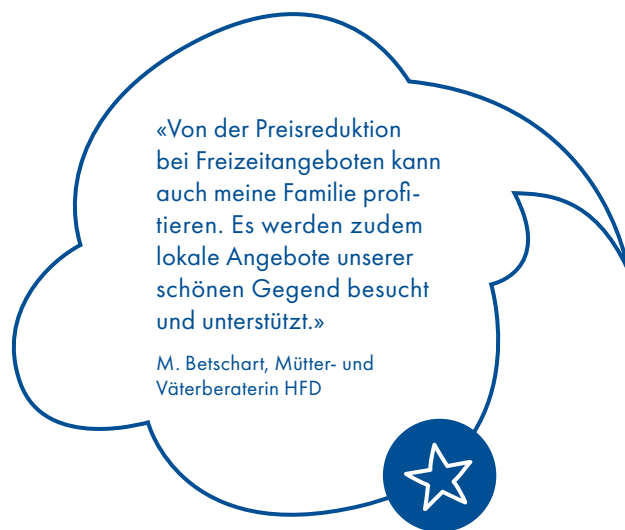 «Von der Preisreduktion
bei Freizeitangeboten kann
auch meine Familie profi-
tieren. Es werden zudem
lokale Angebote unserer
schönen Gegend besucht
und unterstützt.»
M. Betschart, Mütter- und
Väterberaterin HFD